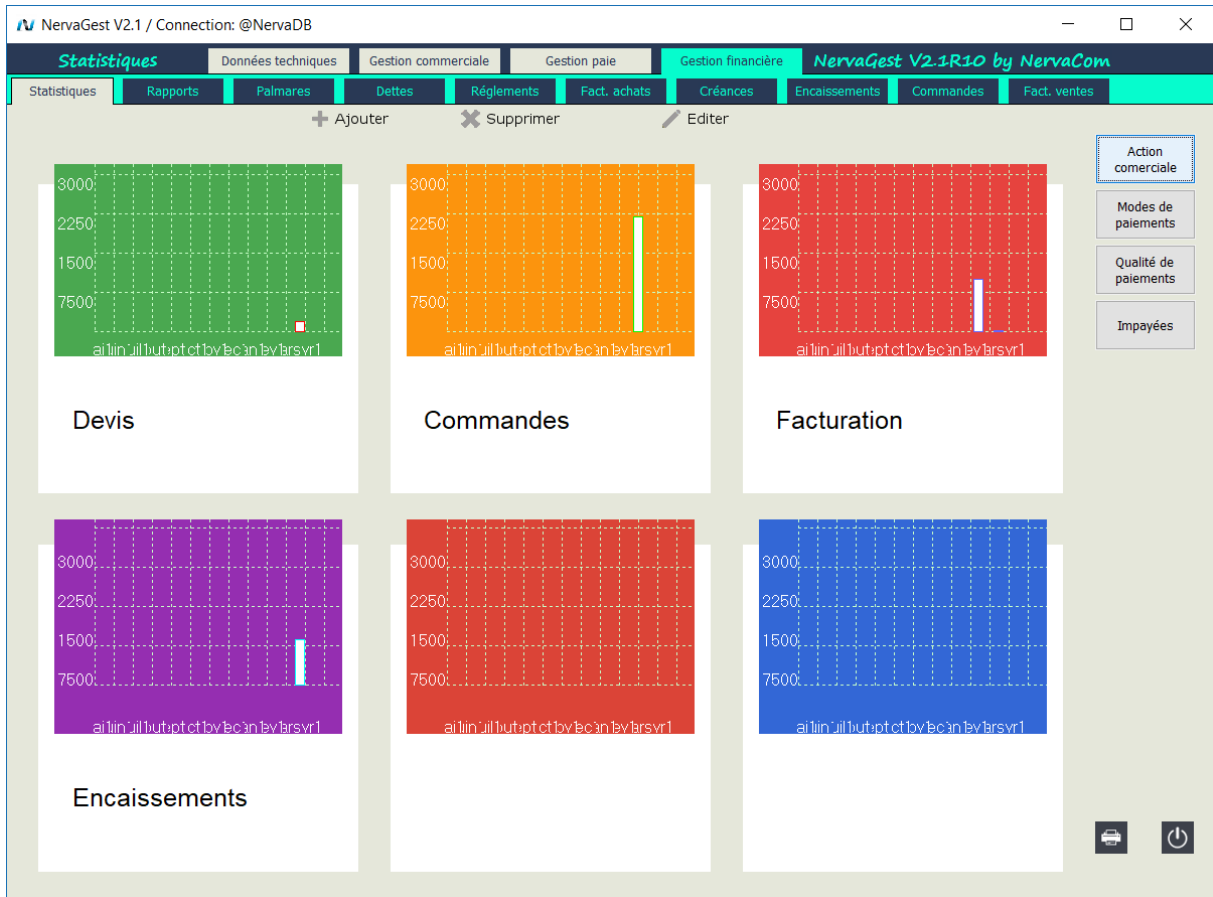 NervaGest V2.1 / Connection: @NervaDB
Statistiques Données techniques Gestion commerciale Gestion paie Gestion financière NervaGest V2.1R10 by NervaCom
Statistiques Rapports Palmares Dettes Réglements Fact. achats Créances Encaissements Commandes Fact. ventes
Ajouter Supprimer Editer
Action
comerciale
Modes de
paiements
Qualité de
paiements
Impayées
3000
2250
1500
7500
Devis
3000
2250
1500
7500
Commandes
3000
2250
1500
7500
Facturation
3000
2250
1500
7500
Encaissements
3000
2250
1500
7500
3000
2250
1500
7500